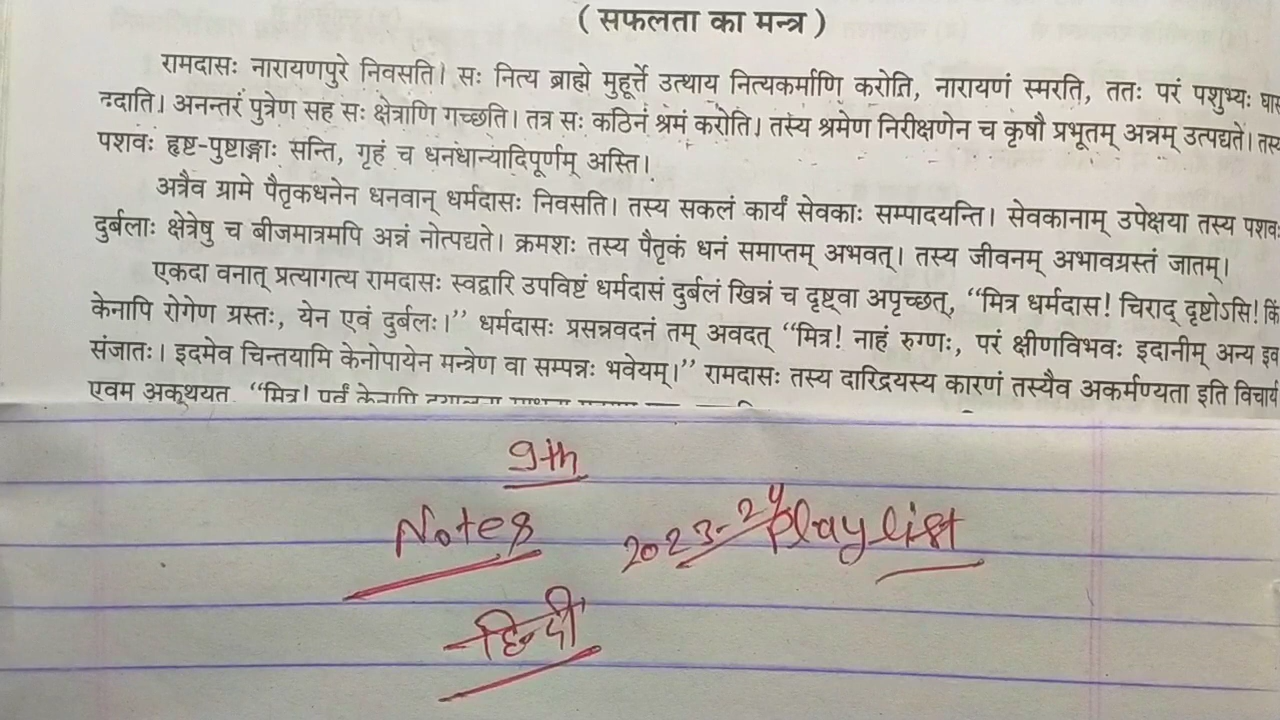 ( सफलता का मन्त्र )
रामदासः नारायणपुरे निवसति। सः नित्य ब्राह्मे मुहूर्त्ते उत्थाय नित्यकर्माणि करोति, नारायणं स्मरति, ततः परं पशुभ्यः घास
ददाति। अनन्तरं पुत्रेण सह सः क्षेत्राणि गच्छति। तत्र सः कठिनं श्रमं करोति। तस्य श्रमेण निरीक्षणेन च कृषौ प्रभूतम् अन्नम् उत्पद्यते। तस्य
पशवः हृष्ट-पुष्टाङ्गाः सन्ति, गृहं च धनधान्यादिपूर्णम् अस्ति।
अत्रैव ग्रामे पैतृकधनेन धनवान् धर्मदासः निवसति। तस्य सकलं कार्यं सेवकाः सम्पादयन्ति। सेवकानाम् उपेक्षया तस्य पशवः
दुर्बलाः क्षेत्रेषु च बीजमात्रमपि अन्नं नोत्पद्यते। क्रमशः तस्य पैतृकं धनं समाप्तम् अभवत्। तस्य जीवनम् अभावग्रस्तं जातम्।
एकदा वनात् प्रत्यागत्य रामदासः स्वद्वारि उपविष्टं धर्मदासं दुर्बलं खिन्नं च दृष्ट्वा अपृच्छत्, “मित्र धर्मदास! चिराद् दृष्टोऽसि! किं
केनापि रोगेण ग्रस्तः, येन एवं दुर्बलः।” धर्मदासः प्रसन्नवदनं तम् अवदत् “मित्र! नाहं रुग्णः, परं क्षीणविभवः इदानीम् अन्य इव
संजातः। इदमेव चिन्तयामि केनोपायेन मन्त्रेण वा सम्पन्नः भवेयम्।” रामदासः तस्य दारिद्रयस्य कारणं तस्यैव अकर्मण्यता इति विचार्य
एवम अकथयत “मित्र! पूर्वं केनापि
9th
Notes 2023-24 Playlist
हिन्दी